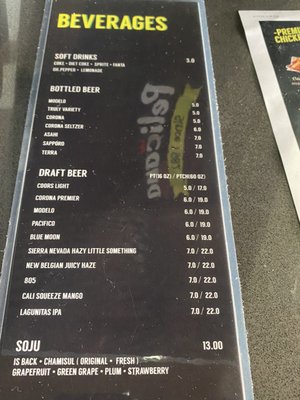 BEVERAGES
SOFT DRINKS
COKE • DIET COKE • SPRITE • FANTA 3.0
DR.PEPPER • LEMONADE
BOTTLED BEER
MODELO 5.0
TRULY VARIETY 5.0
CORONA 5.0
CORONA SELTZER 6.0
ASAHI 7.0
SAPPORO 7.0
TERRA 7.0
DRAFT BEER PT(16 OZ) / PTCH(60 OZ)
COORS LIGHT 5.0 / 17.0
CORONA PREMIER 6.0 / 19.0
MODELO 6.0 / 19.0
PACIFICO 6.0 / 19.0
BLUE MOON 6.0 / 19.0
SIERRA NEVADA HAZY LITTLE SOMETHING 7.0 / 22.0
NEW BELGIAN JUICY HAZE 7.0 / 22.0
805 7.0 / 22.0
CALI SQUEEZE MANGO 7.0 / 22.0
LAGUNITAS IPA 7.0 / 22.0
SOJU 13.00
IS BACK • CHAMISUL ( ORIGINAL • FRESH )
GRAPEFRUIT • GREEN GRAPE • PLUM • STRAWBERRY
Pelicana